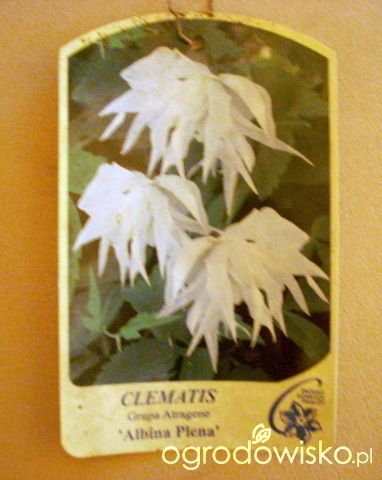 CLEMATIS
Grupa Atragene
'Albina Plena'
ogrodowisko.pl